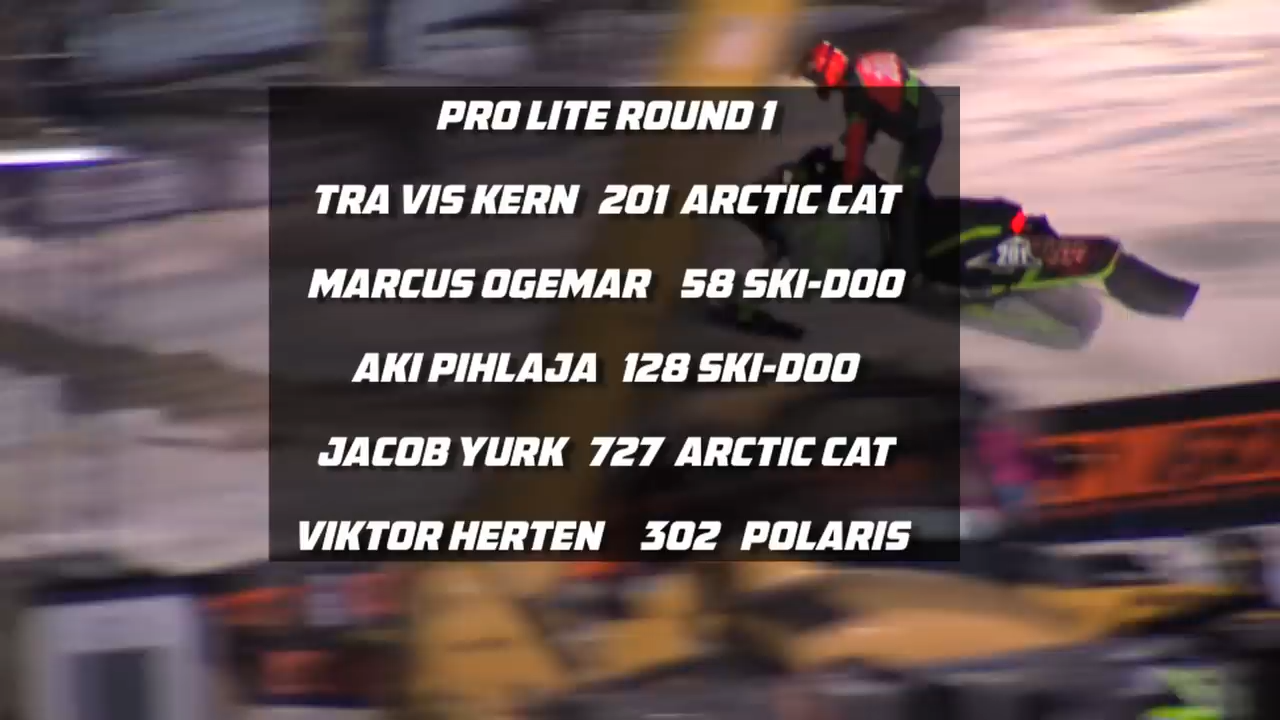 PRO LITE ROUND 1
TRA VIS KERN 201 ARCTIC CAT
MARCUS OGEMAR 58 SKI-DOO
AKI PIHLAJA 128 SKI-DOO
JACOB YURK 727 ARCTIC CAT
VIKTOR HERTEN 302 POLARIS
201